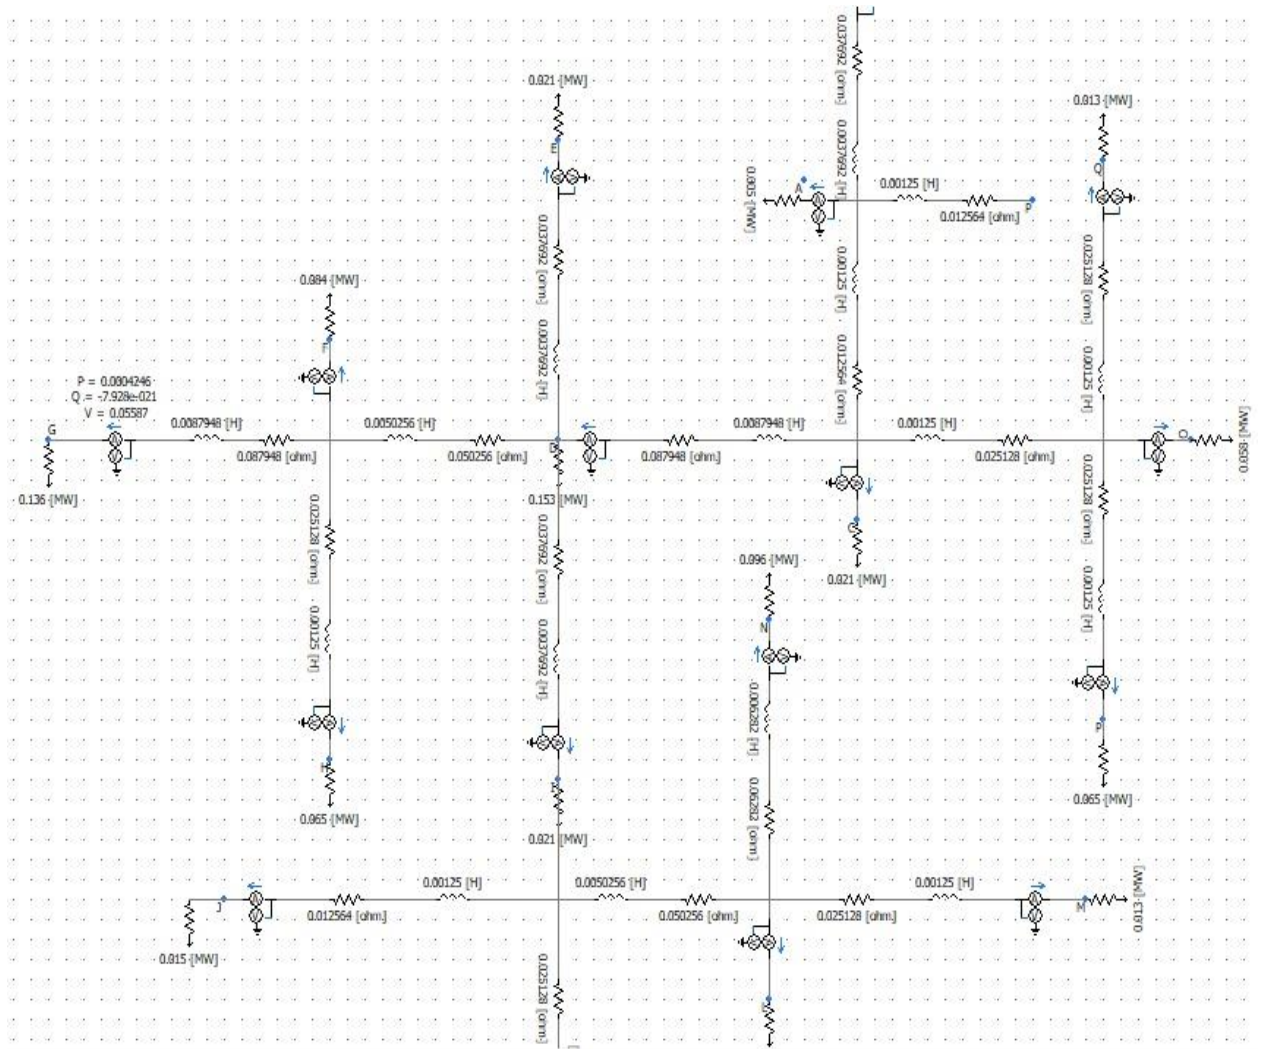 0.037692 [ohm]
0.021 [MW]
0.013 [MW]
E
0.0037692 [H]
Q
0.005 [MW]
A
0.00125 [H]
0.012564 [ohm]
P
0.037692 [ohm]
0.025128 [ohm]
0.084 [MW]
0.00125 [H]
F
0.0037692 [H]
0.012564 [ohm]
0.00125 [H]
P = 0.0004246
Q = -7.928e-021
V = 0.05587
G
0.0087948 [H]
0.0050256 [H]
0.0087948 [H]
0.00125 [H]
O
0.058 [MW]
0.087948 [ohm]
0.050256 [ohm]
0.087948 [ohm]
0.025128 [ohm]
0.136 [MW]
0.153 [MW]
0.025128 [ohm]
0.025128 [ohm]
C
0.037692 [ohm]
0.096 [MW]
0.021 [MW]
0.00125 [H]
0.00125 [H]
N
0.0037692 [H]
0.006282 [H]
P
H
0.065 [MW]
0.021 [MW]
0.06282 [ohm]
0.065 [MW]
0.00125 [H]
0.0050256 [H]
0.00125 [H]
0.013 [MW]
J
M
0.012564 [ohm]
0.050256 [ohm]
0.025128 [ohm]
0.015 [MW]
0.025128 [ohm]
L